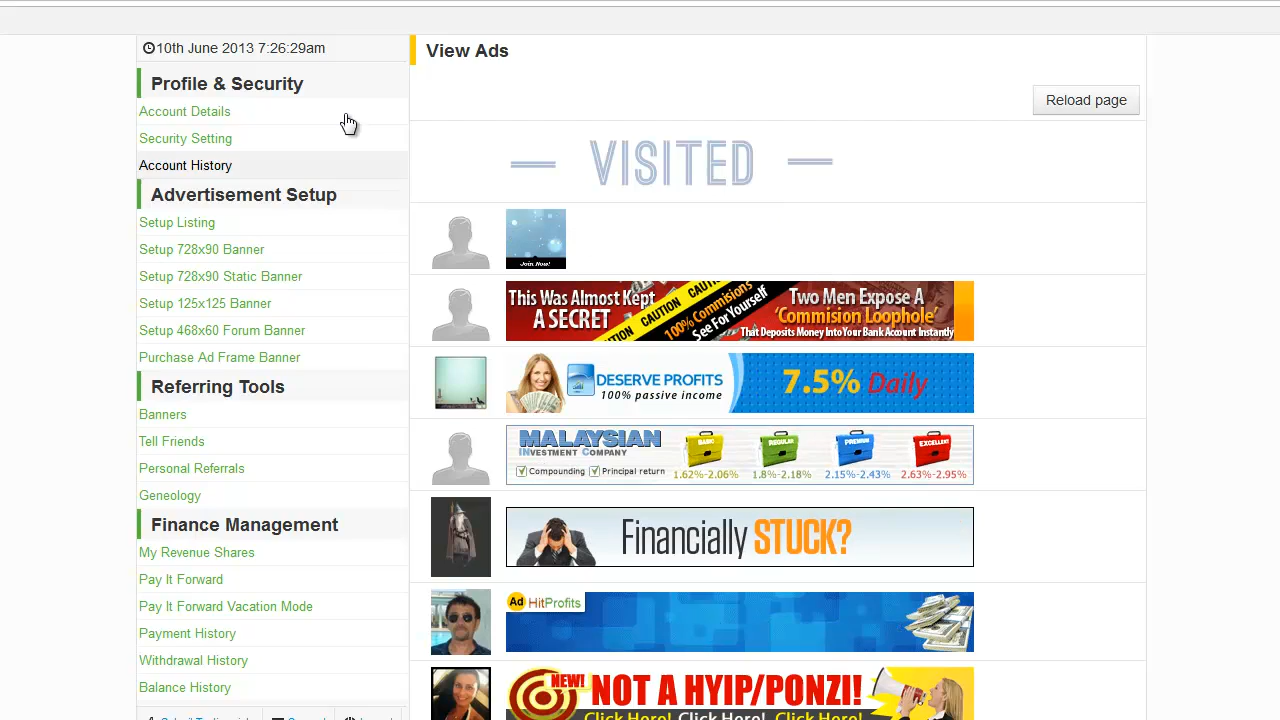 10th June 2013 7:26:29am
Profile & Security
Account Details
Security Setting
Account History
Advertisement Setup
Setup Listing
Setup 728x90 Banner
Setup 728x90 Static Banner
Setup 125x125 Banner
Setup 468x60 Forum Banner
Purchase Ad Frame Banner
Referring Tools
Banners
Tell Friends
Personal Referrals
Geneology
Finance Management
My Revenue Shares
Pay It Forward
Pay It Forward Vacation Mode
Payment History
Withdrawal History
Balance History
View Ads
Reload page
VISITED
Join Now!
This Was Almost Kept
A SECRET
CAUTION CAUTION CAUTION
100% Commisions
See For Yourself
Two Men Expose A
'Commision Loophole'
That Deposits Money Into Your Bank Account Instantly
DESERVE PROFITS
100% passive income
7.5% Daily
MALAYSIAN
INVESTMENT COMPANY
Compounding Principal return
BASIC REGULAR PREMIUM EXCELLENT
1.62%-2.06% 1.8%-2.18% 2.15%-2.43% 2.63%-2.95%
Financially STUCK?
Ad HitProfits
NEW! NOT A HYIP/PONZI!
Click Here! Click Here! Click Here!